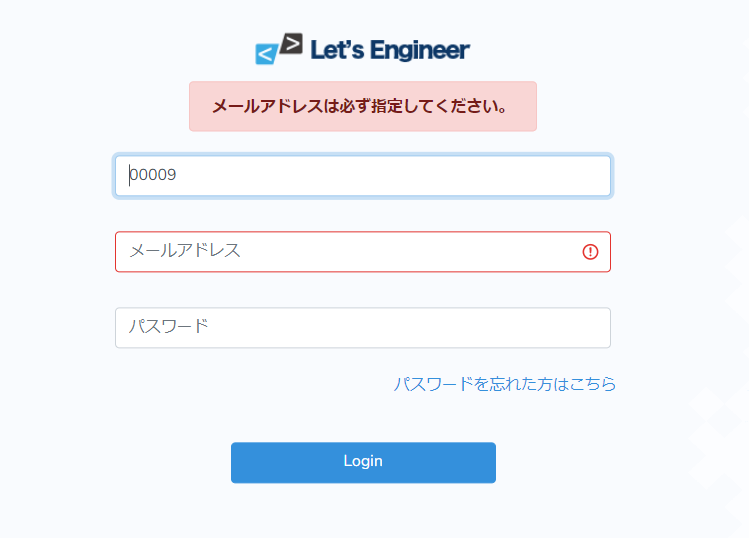 Let's Engineer
メールアドレスは必ず指定してください。
00009
メールアドレス
パスワード
パスワードを忘れた方はこちら
Login